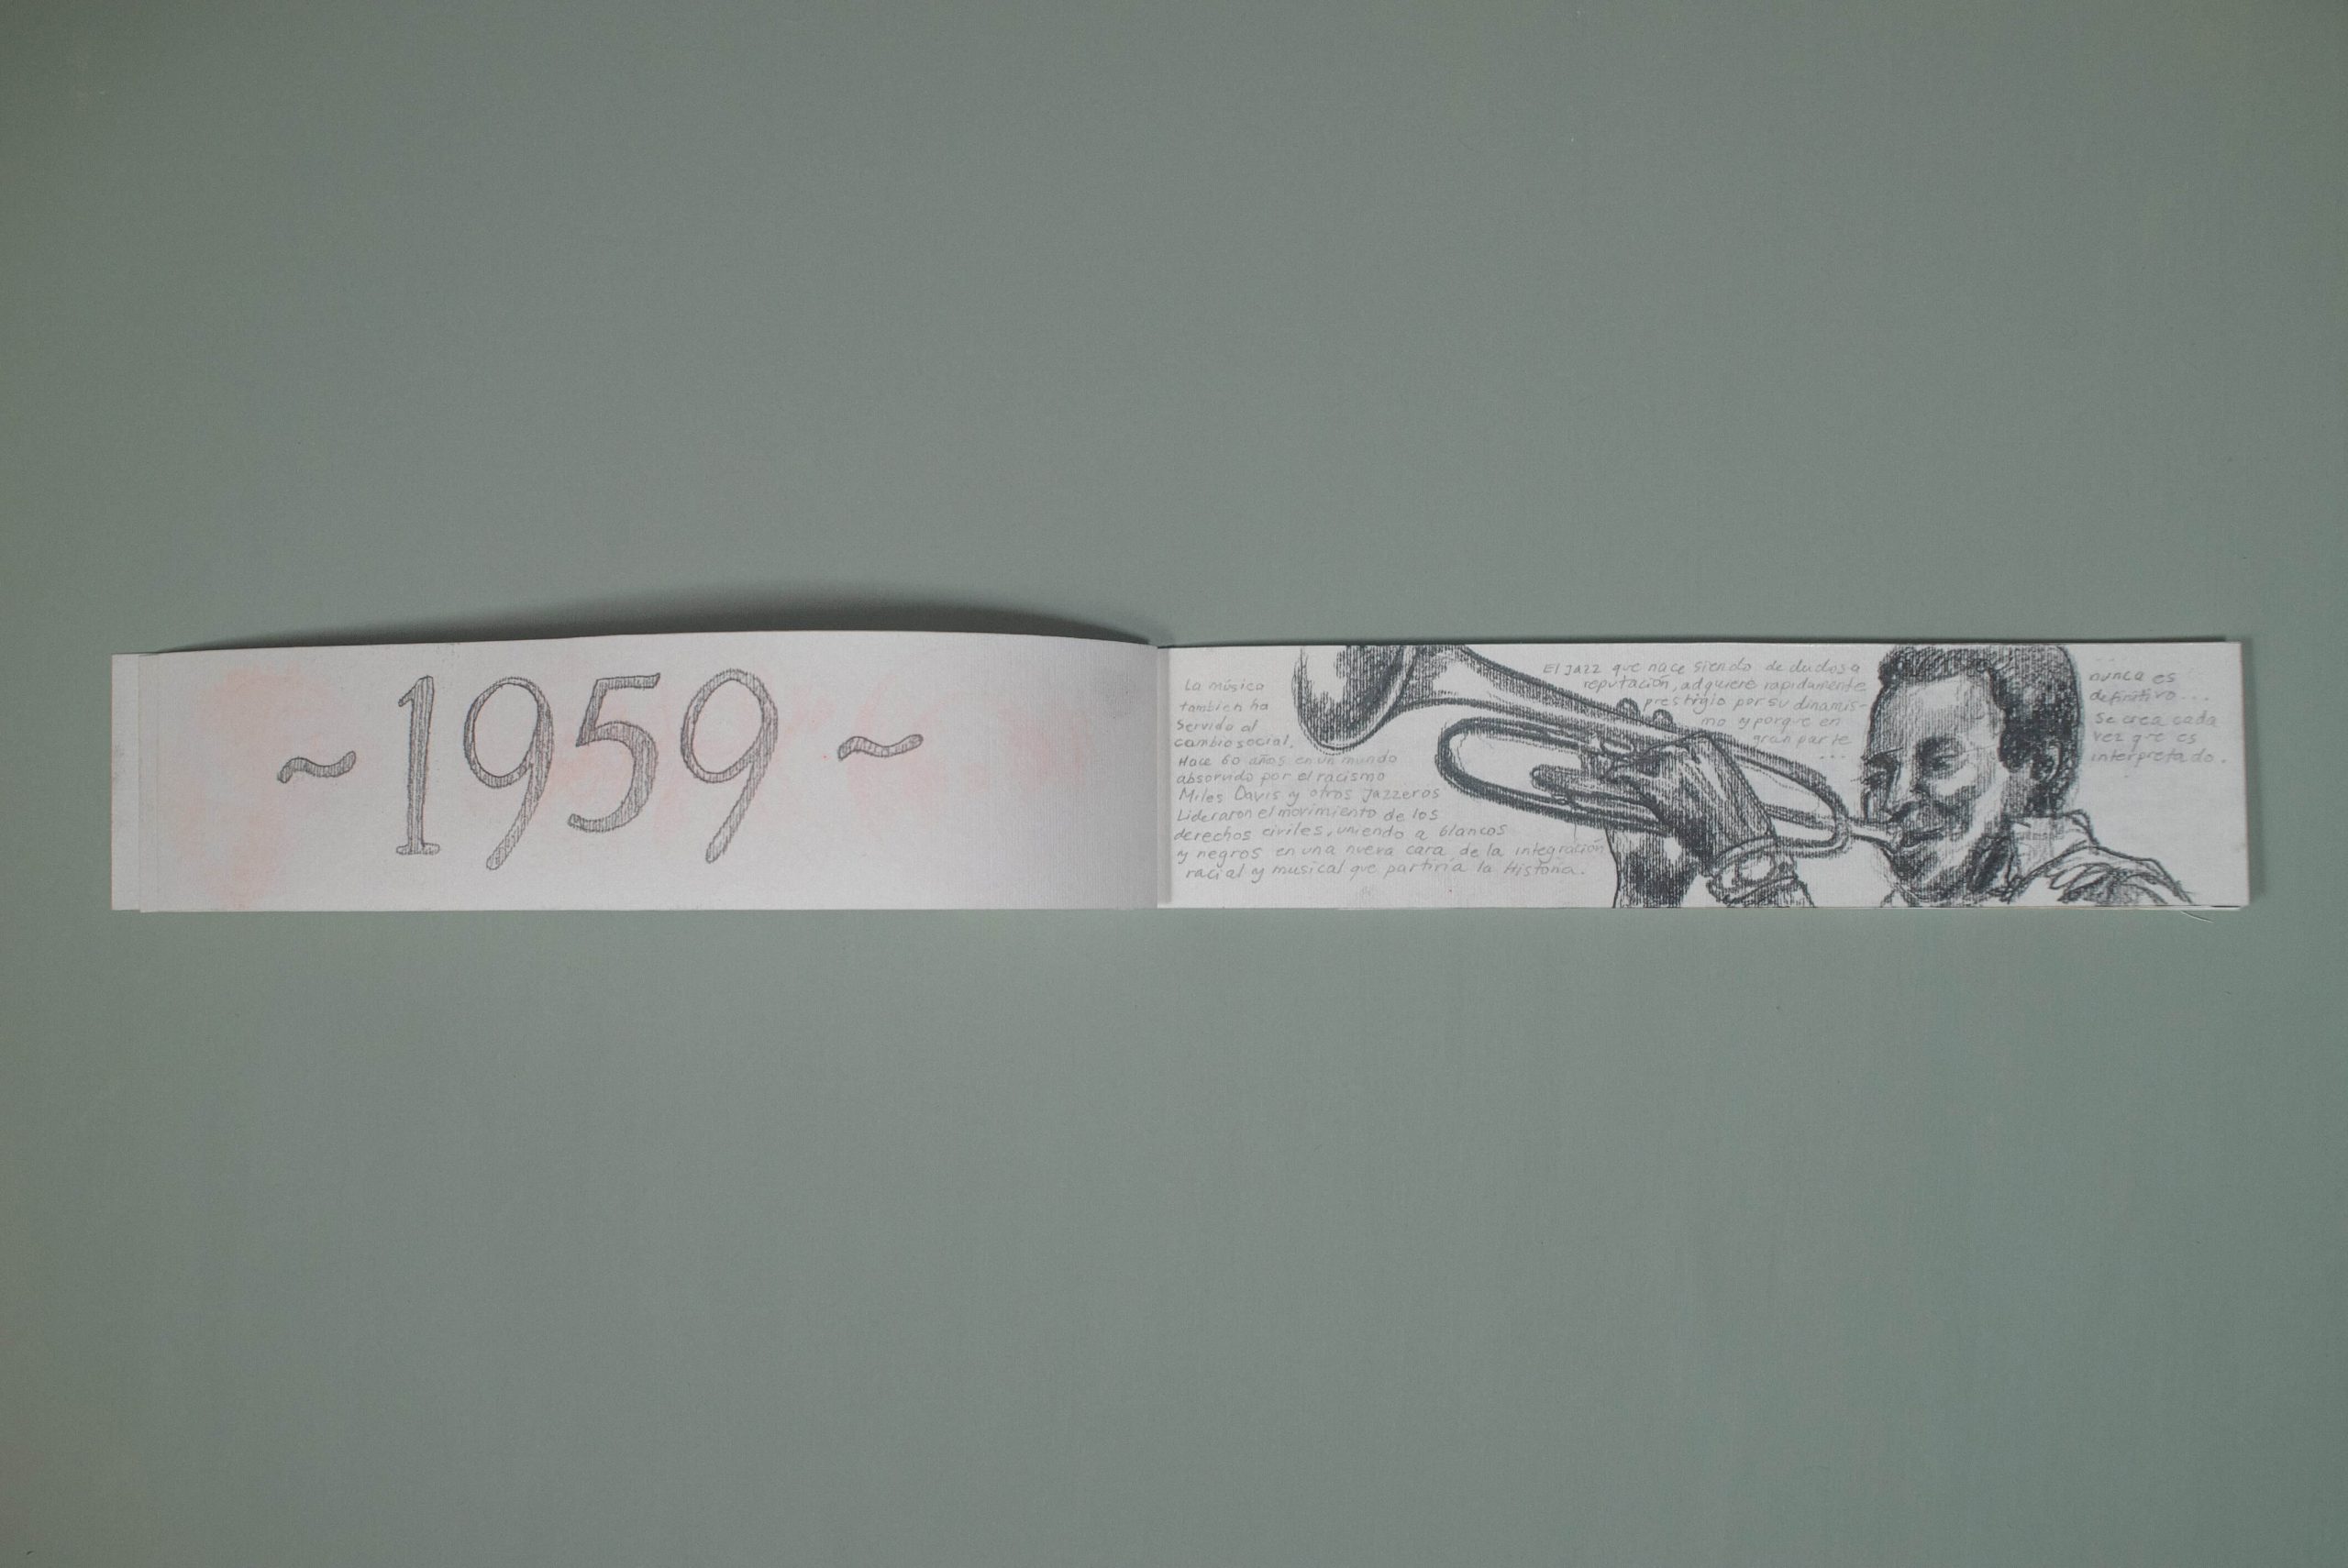 ~1959~
La música
tambien ha
Servido al
cambio social.
Hace 60 años en un mundo
absorvido por el racismo
Miles Davis y otros Jazzeros
Lideraron el movimiento de los
derechos civiles, uniendo a blancos
y negros en una nueva cara de la integración
racial y musical que partiría la Historia.
El Jazz que nace siendo de dudosa
reputación, adquiere rapidamente
prestigio por su dinamis-
mo y porque en
gran parte
...
nunca es
definitivo...
Se crea cada
vez que es
interpretado.